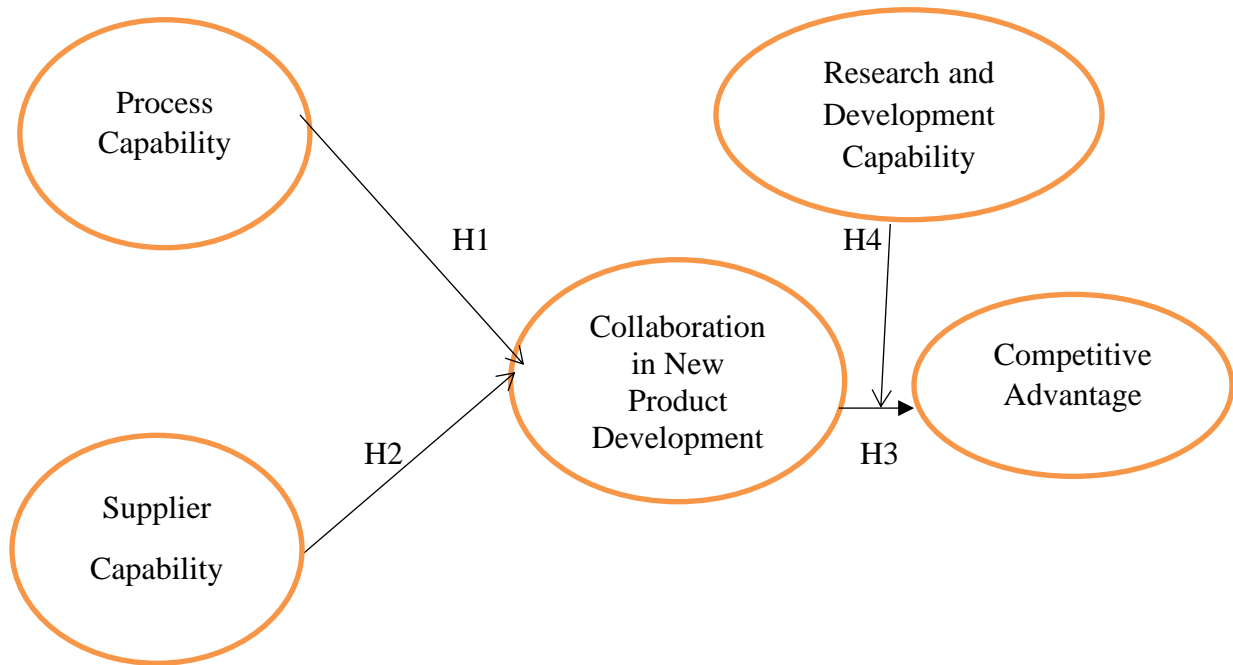 Process
Capability
Research and
Development
Capability
H1
H4
Collaboration
in New
Product
Development
Competitive
Advantage
H2
H3
Supplier
Capability